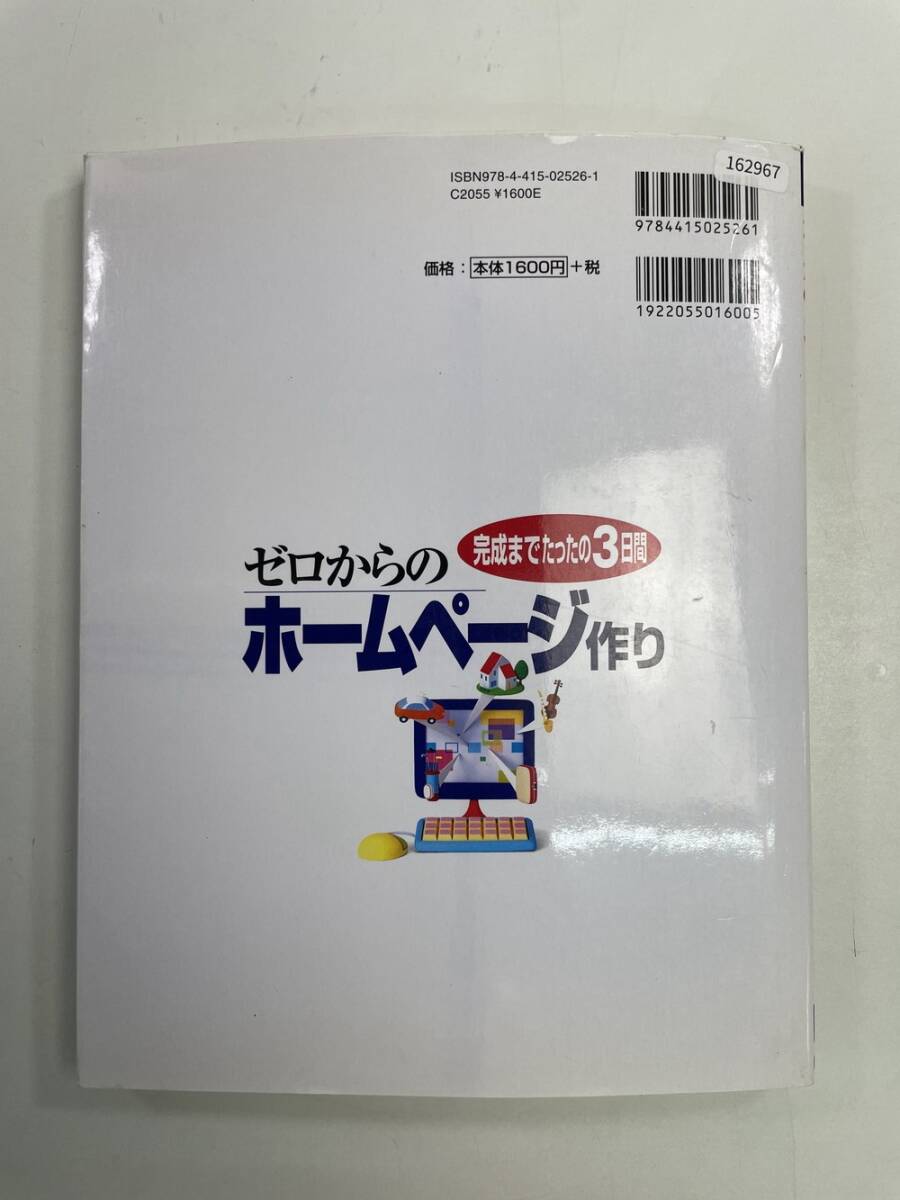 162967
ISBN978-4-415-02526-1
C2055 ¥1600E
9784415025261
価格：本体1600円+税
1922055016005
完成までたったの3日間
ゼロからの
ホームページ作り